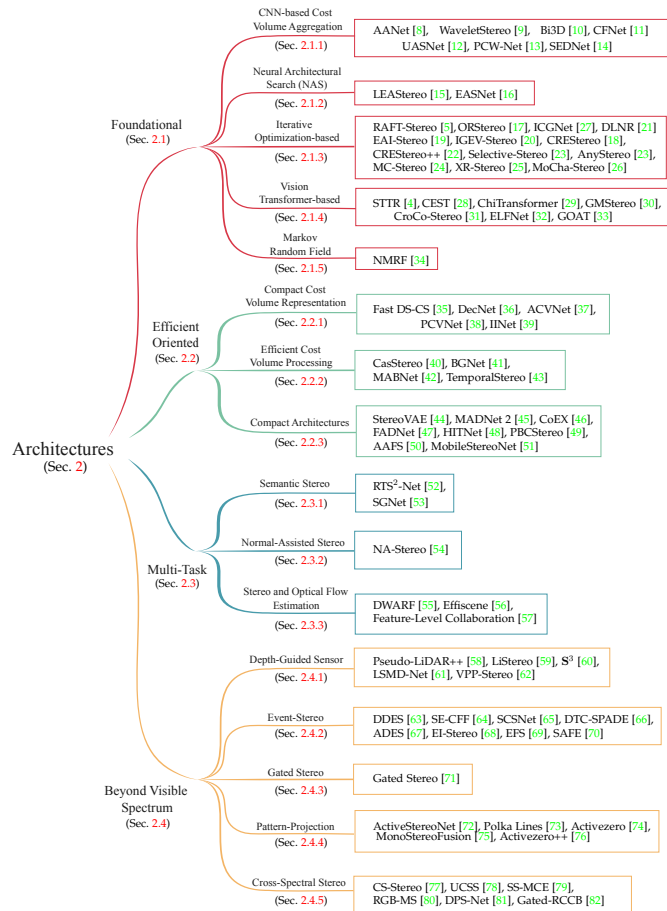 CNN-based Cost
Volume Aggregation
(Sec. 2.1.1)
AANet [8], WaveletStereo [9], Bi3D [10], CFNet [11]
UASNet [12], PCW-Net [13], SEDNet [14]
Neural Architectural
Search (NAS)
(Sec. 2.1.2)
LEAStereo [15], EASNet [16]
Foundational
(Sec. 2.1)
Iterative
Optimization-based
(Sec. 2.1.3)
RAFT-Stereo [5],ORStereo [17], ICGNet [27], DLNR [21]
EAI-Stereo [19], IGEV-Stereo [20], CREStereo [18],
CREStereo++ [22], Selective-Stereo [23], AnyStereo [23],
MC-Stereo [24], XR-Stereo [25], MoCha-Stereo [26]
Vision
Transformer-based
(Sec. 2.1.4)
STTR [4], CEST [28], ChiTransformer [29], GMStereo [30],
CroCo-Stereo [31], ELFNet [32], GOAT [33]
Markov
Random Field
(Sec. 2.1.5)
NMRF [34]
Compact Cost
Volume Representation
(Sec. 2.2.1)
Fast DS-CS [35], DecNet [36], ACVNet [37],
PCVNet [38], IINet [39]
Efficient
Oriented
(Sec. 2.2)
Efficient Cost
Volume Processing
(Sec. 2.2.2)
CasStereo [40], BGNet [41],
MABNet [42], TemporalStereo [43]
Compact Architectures
(Sec. 2.2.3)
StereoVAE [44], MADNet 2 [45], CoEX [46],
FADNet [47], HITNet [48], PBCStereo [49],
AAFS [50], MobileStereoNet [51]
Architectures
(Sec. 2)
Semantic Stereo
(Sec. 2.3.1)
RTS²-Net [52],
SGNet [53]
Normal-Assisted Stereo
(Sec. 2.3.2)
NA-Stereo [54]
Multi-Task
(Sec. 2.3)
Stereo and Optical Flow
Estimation
(Sec. 2.3.3)
DWARF [55], Effiscene [56],
Feature-Level Collaboration [57]
Depth-Guided Sensor
(Sec. 2.4.1)
Pseudo-LiDAR++ [58], LiStereo [59], S³ [60],
LSMD-Net [61], VPP-Stereo [62]
Event-Stereo
(Sec. 2.4.2)
DDES [63], SE-CFF [64], SCSNet [65], DTC-SPADE [66],
ADES [67], EI-Stereo [68], EFS [69], SAFE [70]
Gated Stereo
(Sec. 2.4.3)
Gated Stereo [71]
Beyond Visible
Spectrum
(Sec. 2.4)
Pattern-Projection
(Sec. 2.4.4)
ActiveStereoNet [72], Polka Lines [73], Activezero [74],
MonoStereoFusion [75], Activezero++ [76]
Cross-Spectral Stereo
(Sec. 2.4.5)
CS-Stereo [77], UCSS [78], SS-MCE [79],
RGB-MS [80], DPS-Net [81], Gated-RCCB [82]